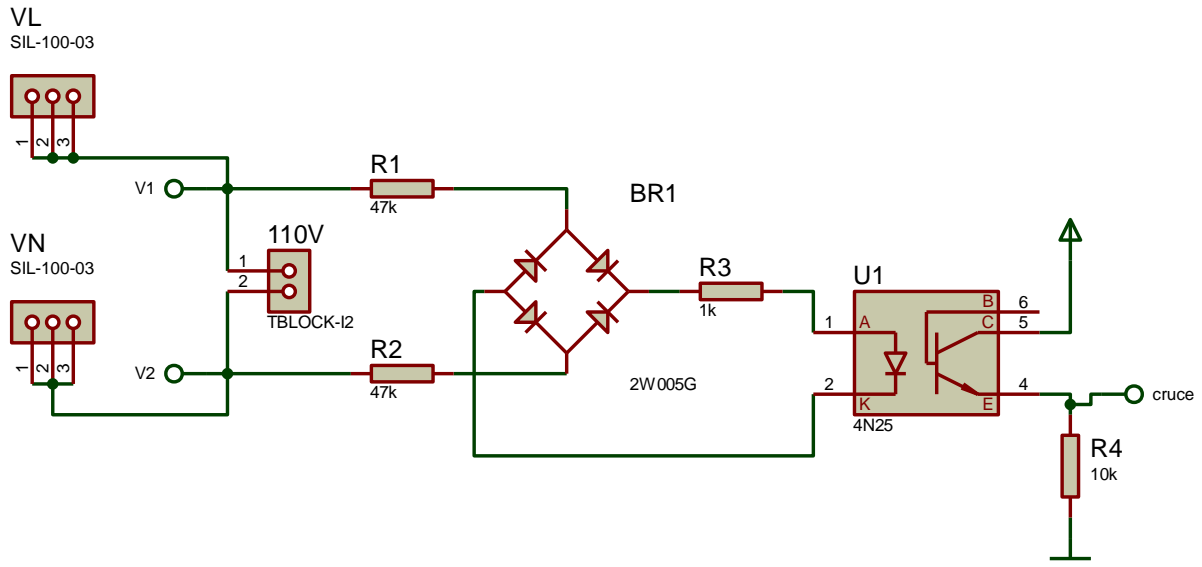 VL
SIL-100-03
1
2
3
V1
R1
47k
VN
SIL-100-03
1
2
3
110V
1
2
TBLOCK-I2
V2
R2
47k
BR1
2W005G
R3
1k
U1
1
A
2
K
B
6
C
5
E
4
4N25
cruce
R4
10k